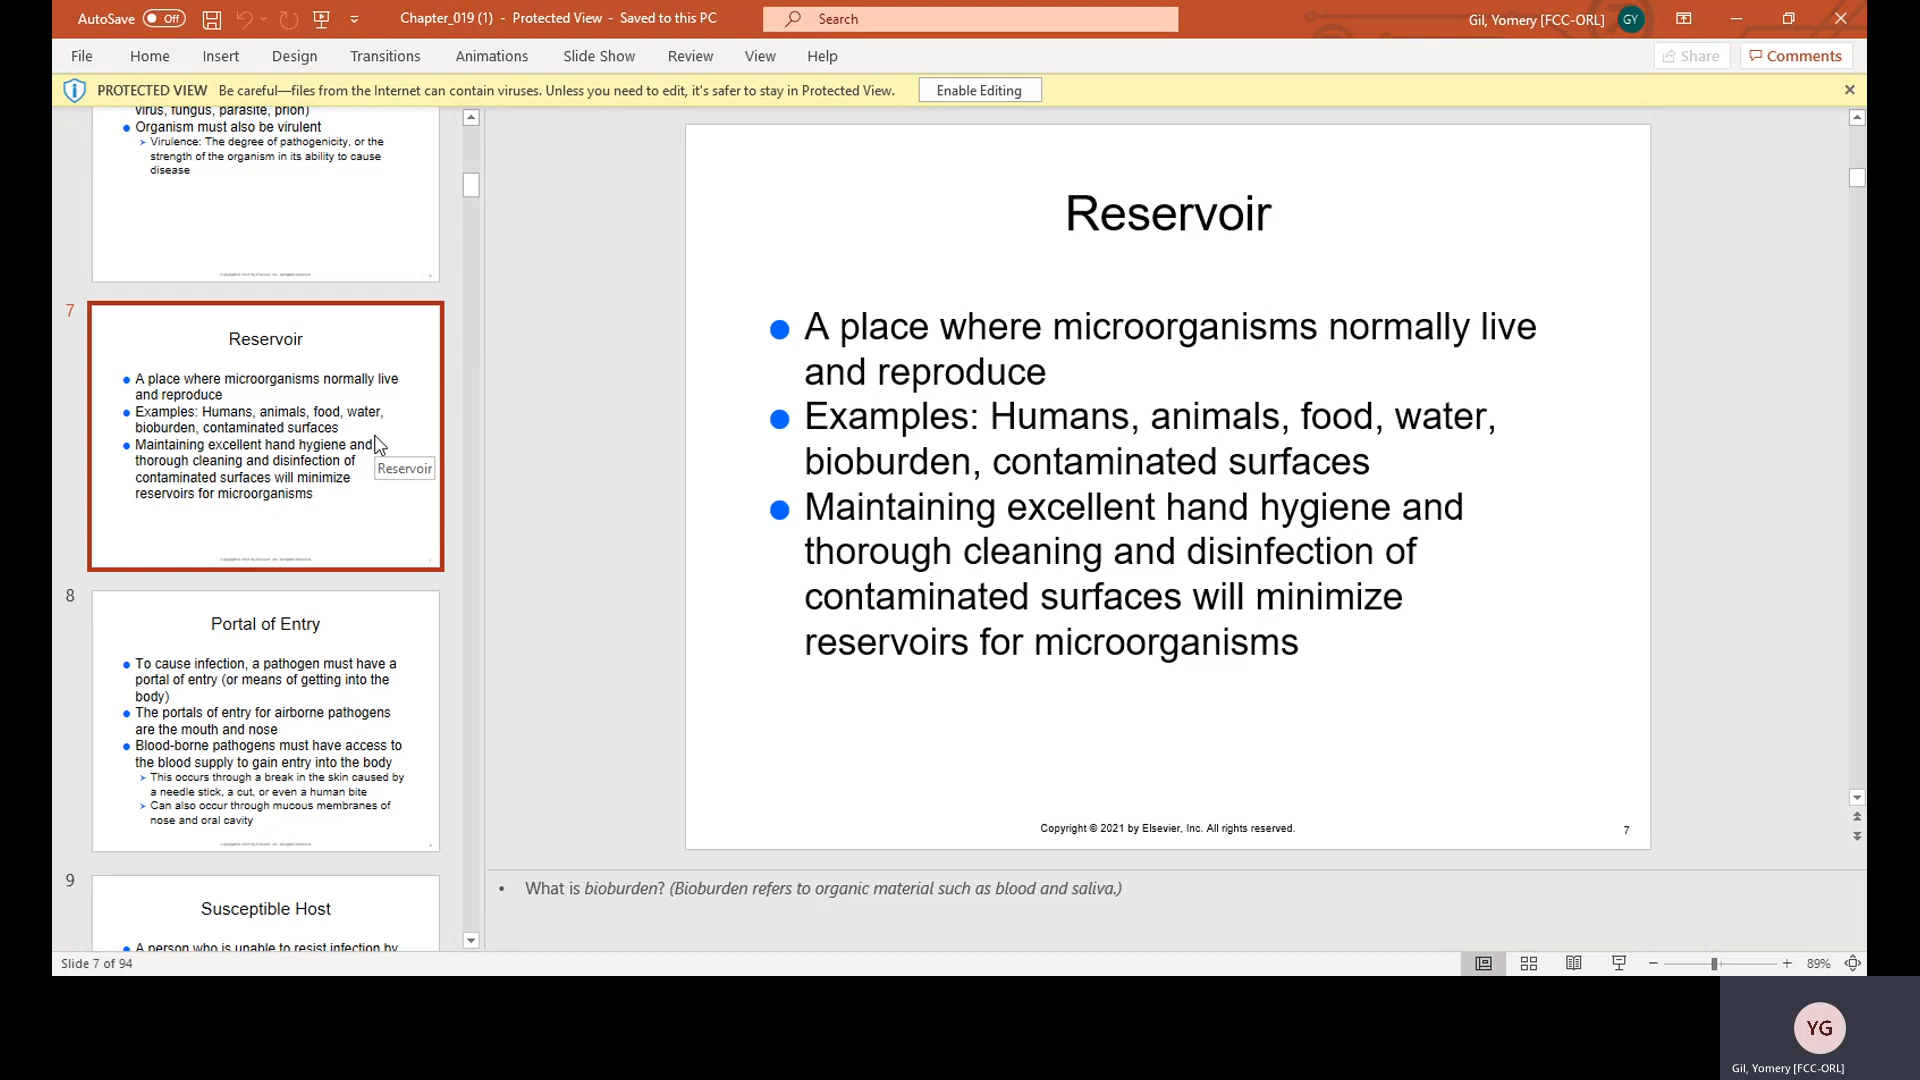 AutoSave Off Chapter_019 (1) - Protected View - Saved to this PC Search Gil, Yomery [FCC-ORL] GY
File Home Insert Design Transitions Animations Slide Show Review View Help Share Comments
PROTECTED VIEW Be careful—files from the Internet can contain viruses. Unless you need to edit, it's safer to stay in Protected View. Enable Editing
virus, fungus, parasite, prion)
Organism must also be virulent
Virulence: The degree of pathogenicity, or the
strength of the organism in its ability to cause
disease
7
Reservoir
A place where microorganisms normally live
and reproduce
Examples: Humans, animals, food, water,
bioburden, contaminated surfaces
Maintaining excellent hand hygiene and
thorough cleaning and disinfection of
contaminated surfaces will minimize
reservoirs for microorganisms
Reservoir
8
Portal of Entry
To cause infection, a pathogen must have a
portal of entry (or means of getting into the
body)
The portals of entry for airborne pathogens
are the mouth and nose
Blood-borne pathogens must have access to
the blood supply to gain entry into the body
This occurs through a break in the skin caused by
a needle stick, a cut, or even a human bite
Can also occur through mucous membranes of
nose and oral cavity
9
Susceptible Host
A person who is unable to resist infection by
Reservoir
A place where microorganisms normally live
and reproduce
Examples: Humans, animals, food, water,
bioburden, contaminated surfaces
Maintaining excellent hand hygiene and
thorough cleaning and disinfection of
contaminated surfaces will minimize
reservoirs for microorganisms
Copyright © 2021 by Elsevier, Inc. All rights reserved.
7
• What is bioburden? (Bioburden refers to organic material such as blood and saliva.)
Slide 7 of 94
89%
YG
Gil, Yomery [FCC-ORL]